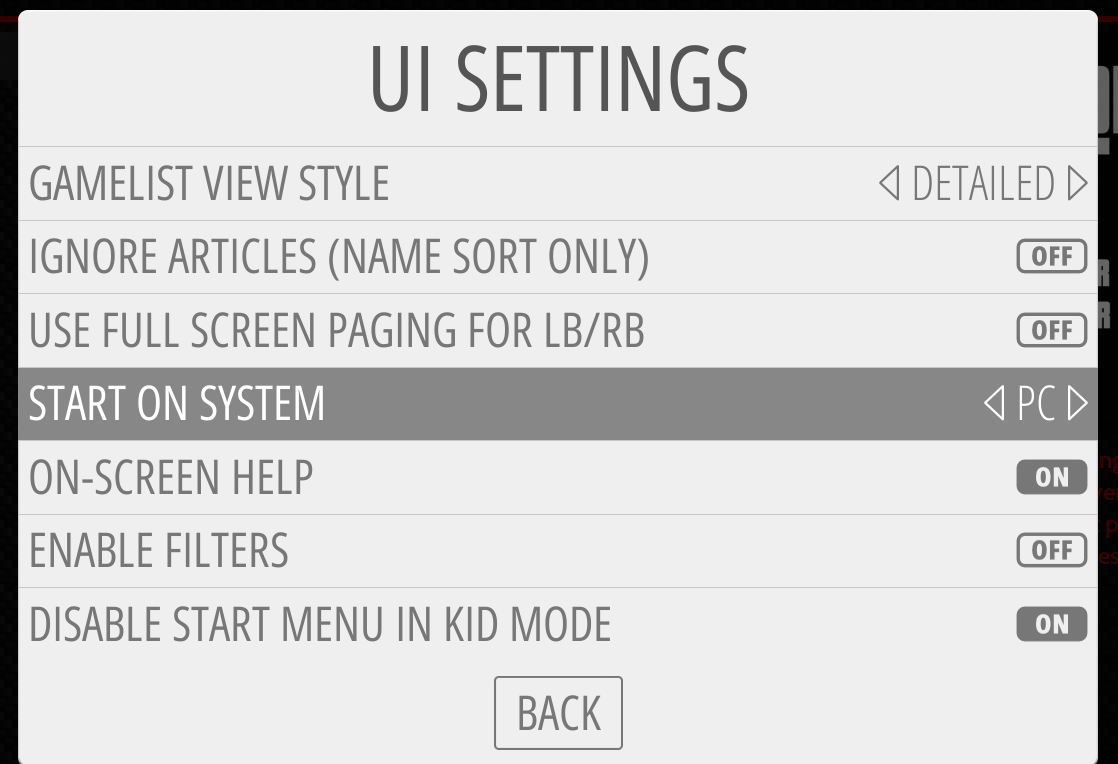 UI SETTINGS
GAMELIST VIEW STYLE DETAILED
IGNORE ARTICLES (NAME SORT ONLY) OFF
USE FULL SCREEN PAGING FOR LB/RB OFF
START ON SYSTEM PC
ON-SCREEN HELP ON
ENABLE FILTERS OFF
DISABLE START MENU IN KID MODE ON
BACK